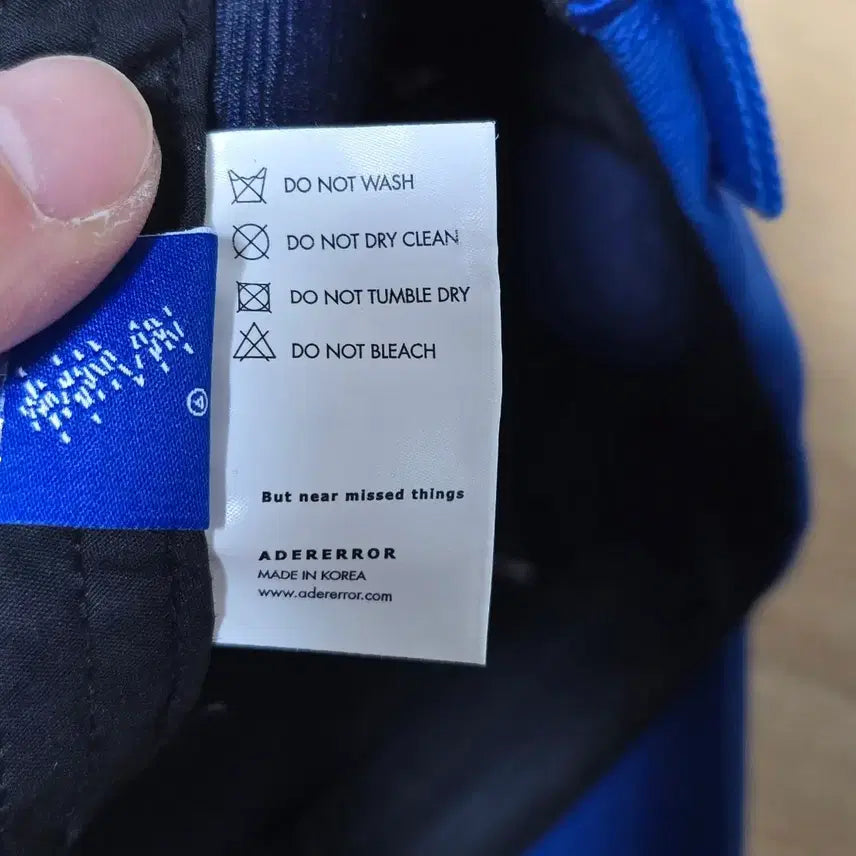 DO NOT WASH
DO NOT DRY CLEAN
DO NOT TUMBLE DRY
DO NOT BLEACH
But near missed things
ADERERROR
MADE IN KOREA
www.adererror.com